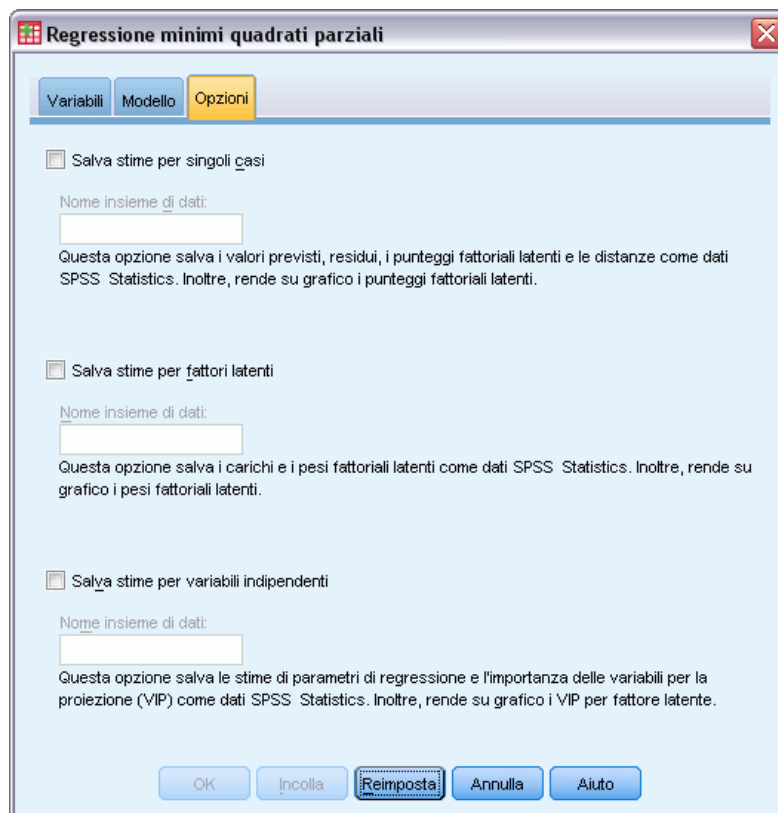 Regressione minimi quadrati parziali
Variabili Modello Opzioni
Salva stime per singoli casi
Nome insieme di dati:
Questa opzione salva i valori previsti, residui, i punteggi fattoriali latenti e le distanze come dati
SPSS Statistics. Inoltre, rende su grafico i punteggi fattoriali latenti.
Salva stime per fattori latenti
Nome insieme di dati:
Questa opzione salva i carichi e i pesi fattoriali latenti come dati SPSS Statistics. Inoltre, rende su
grafico i pesi fattoriali latenti.
Salva stime per variabili indipendenti
Nome insieme di dati:
Questa opzione salva le stime di parametri di regressione e l'importanza delle variabili per la
proiezione (VIP) come dati SPSS Statistics. Inoltre, rende su grafico i VIP per fattore latente.
OK Incolla Reimposta Annulla Aiuto